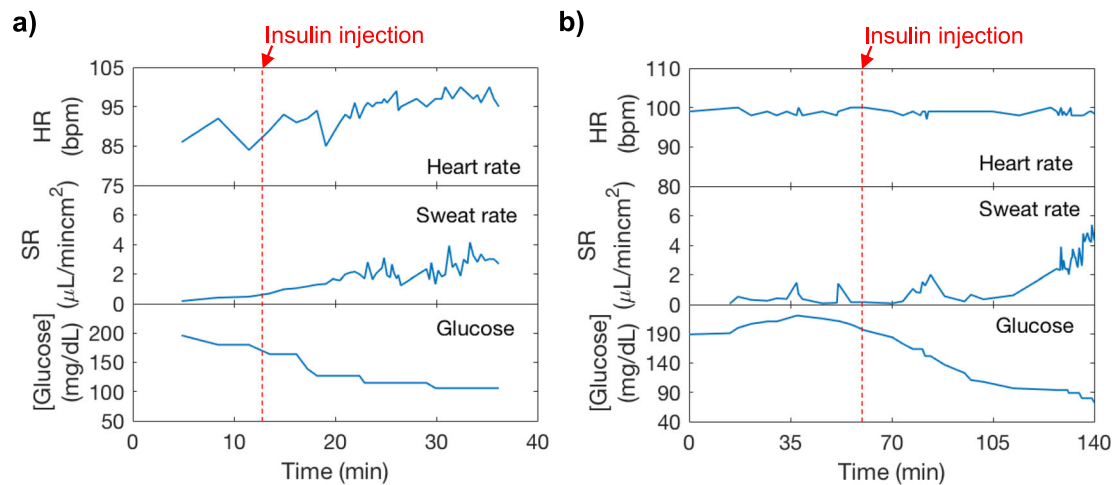 a)
Insulin injection
105
95
85
75
HR
(bpm)
Heart rate
6
4
2
0
SR
(μL/mincm²)
Sweat rate
200
150
100
50
[Glucose]
(mg/dL)
Glucose
0 10 20 30 40
Time (min)
b)
Insulin injection
110
100
90
80
HR
(bpm)
Heart rate
6
4
2
0
SR
(μL/mincm²)
Sweat rate
190
140
90
40
[Glucose]
(mg/dL)
Glucose
0 35 70 105 140
Time (min)